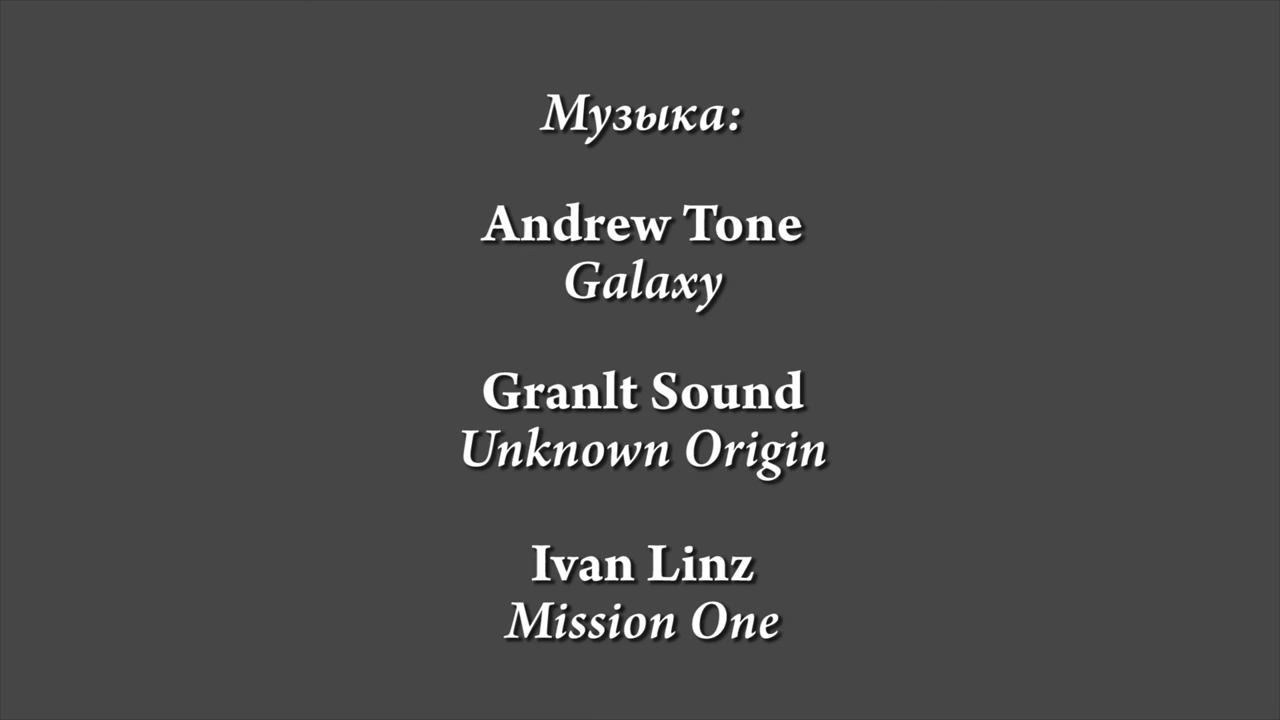 Музыка:
Andrew Tone
Galaxy
Granlt Sound
Unknown Origin
Ivan Linz
Mission One